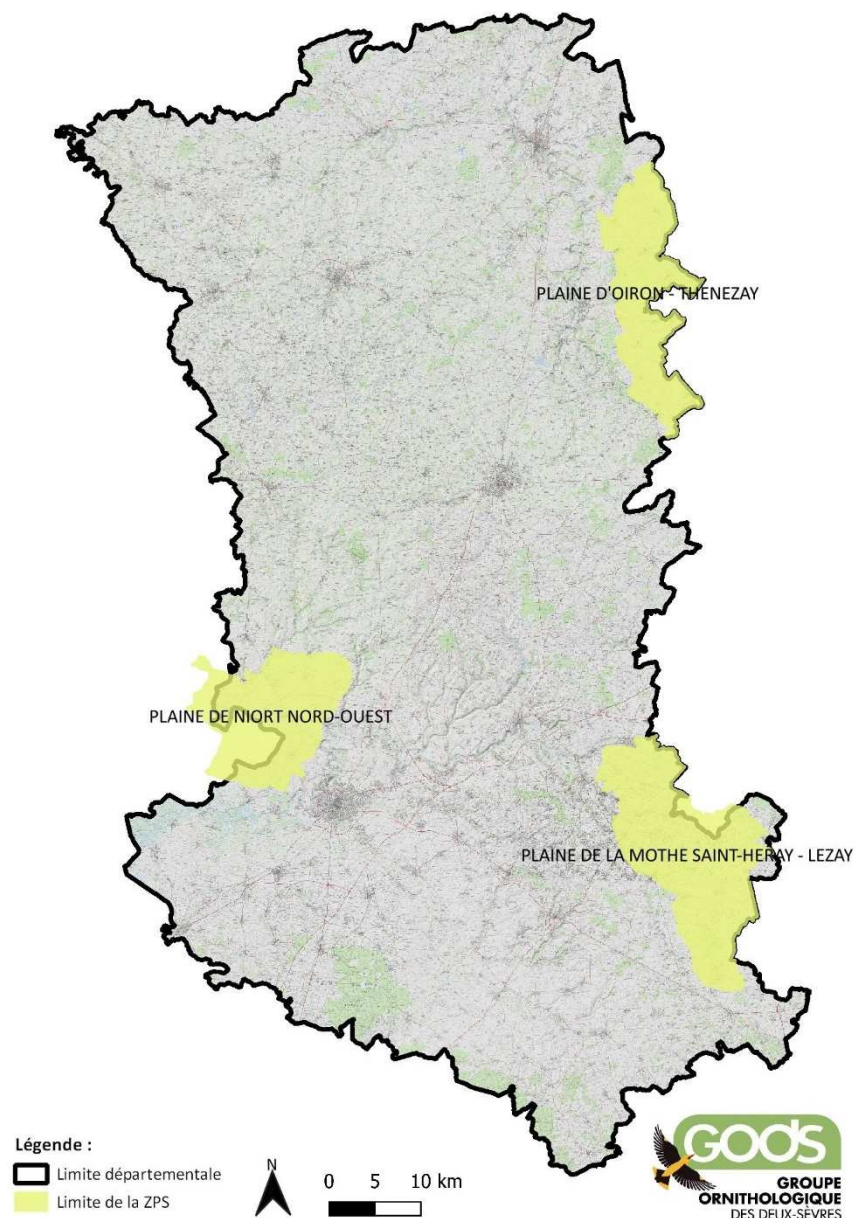 PLAINE D'OIRON - THENEZAY
PLAINE DE NIORT NORD-OUEST
PLAINE DE LA MOTHE SAINT-HERAY - LEZAY
Légende :
Limite départementale
Limite de la ZPS
N
0 5 10 km
GODS
GROUPE
ORNITHOLOGIQUE
DES DEUX-SÈVRES